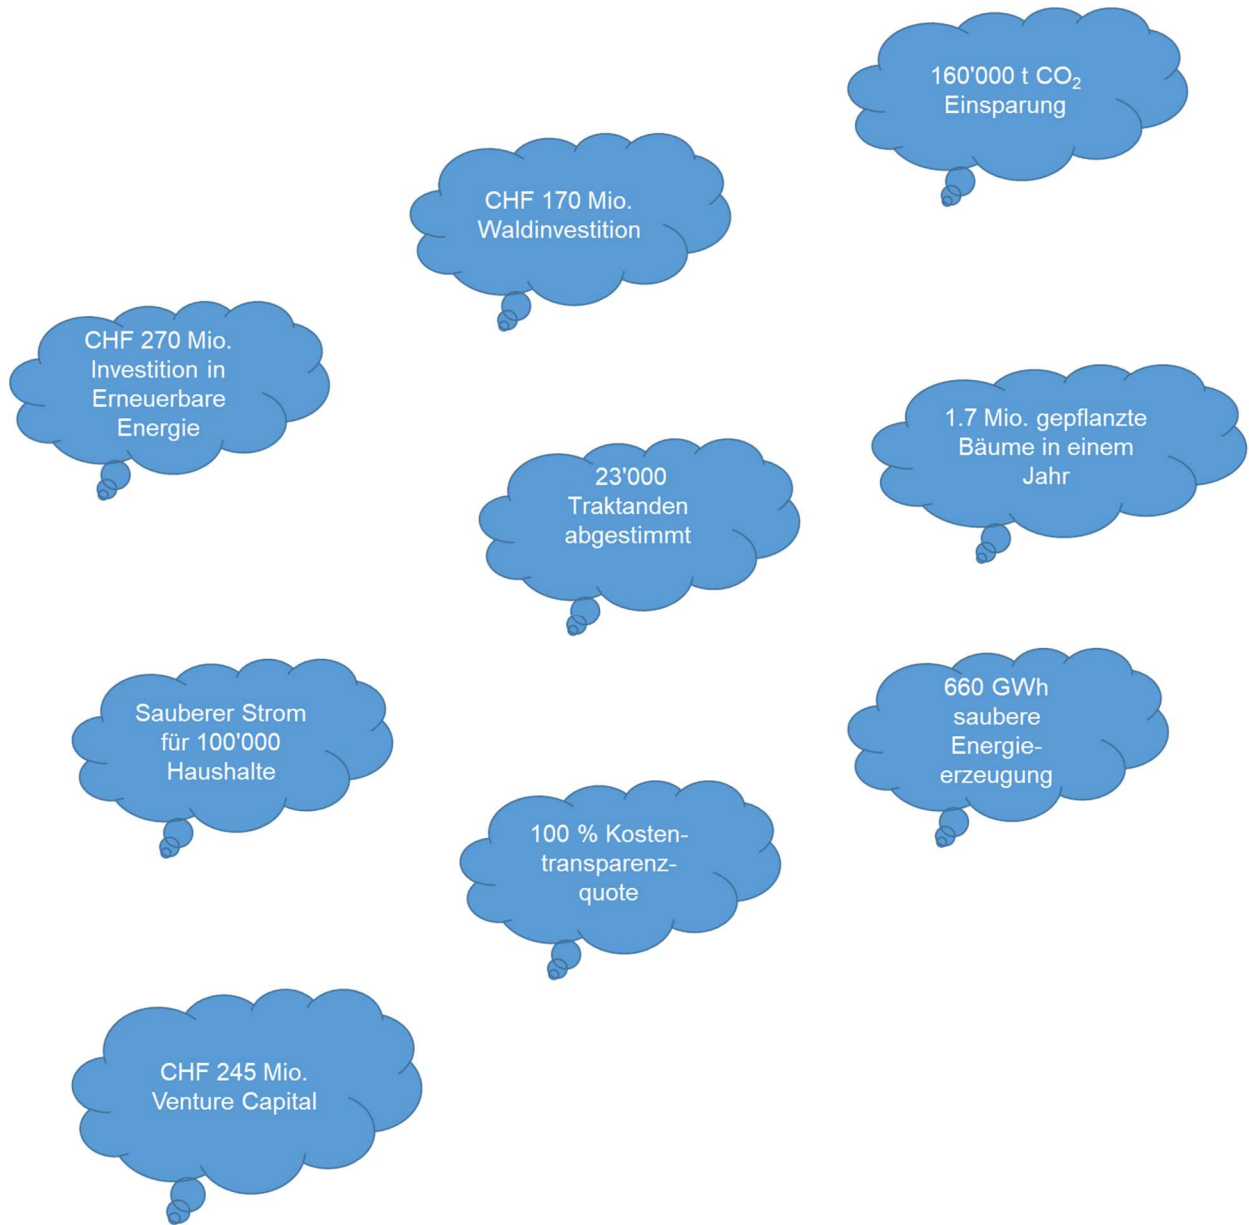 160'000 t CO₂
Einsparung
CHF 170 Mio.
Waldinvestition
CHF 270 Mio.
Investition in
Erneuerbare
Energie
1.7 Mio. gepflanzte
Bäume in einem
Jahr
23'000
Traktanden
abgestimmt
Sauberer Strom
für 100'000
Haushalte
660 GWh
saubere
Energie-
erzeugung
100 % Kosten-
transparenz-
quote
CHF 245 Mio.
Venture Capital